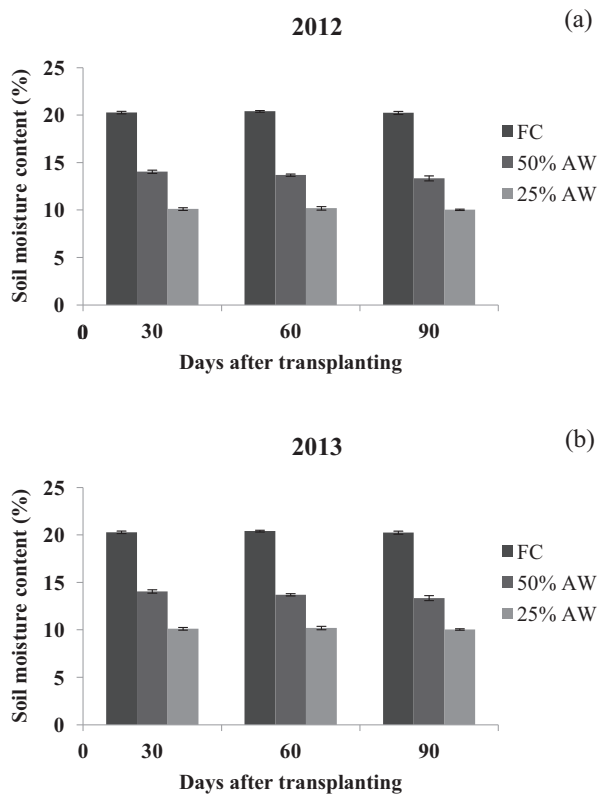 2012
(a)
Soil moisture content (%)
25
20
15
10
5
0
0 30 60 90
Days after transplanting
FC
50% AW
25% AW
2013
(b)
Soil moisture content (%)
25
20
15
10
5
0
0 30 60 90
Days after transplanting
FC
50% AW
25% AW